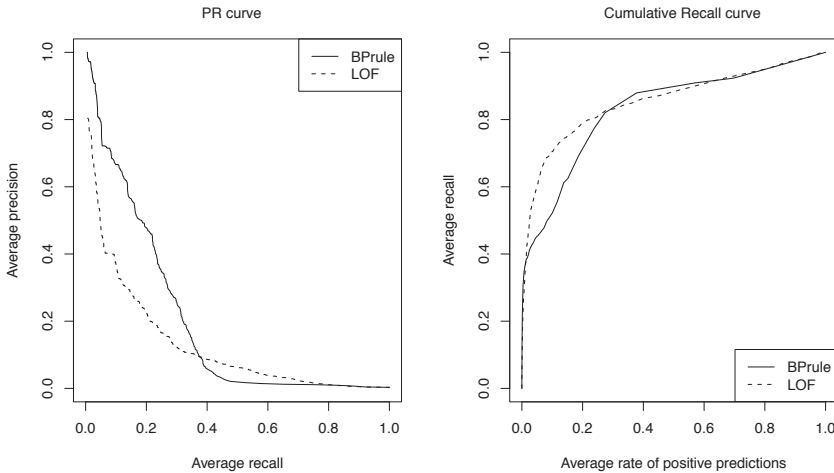 PR curve
BPrule
LOF
1.0
0.8
0.6
0.4
0.2
0.0
Average precision
0.0 0.2 0.4 0.6 0.8 1.0
Average recall
Cumulative Recall curve
1.0
0.8
0.6
0.4
0.2
0.0
Average recall
BPrule
LOF
0.0 0.2 0.4 0.6 0.8 1.0
Average rate of positive predictions